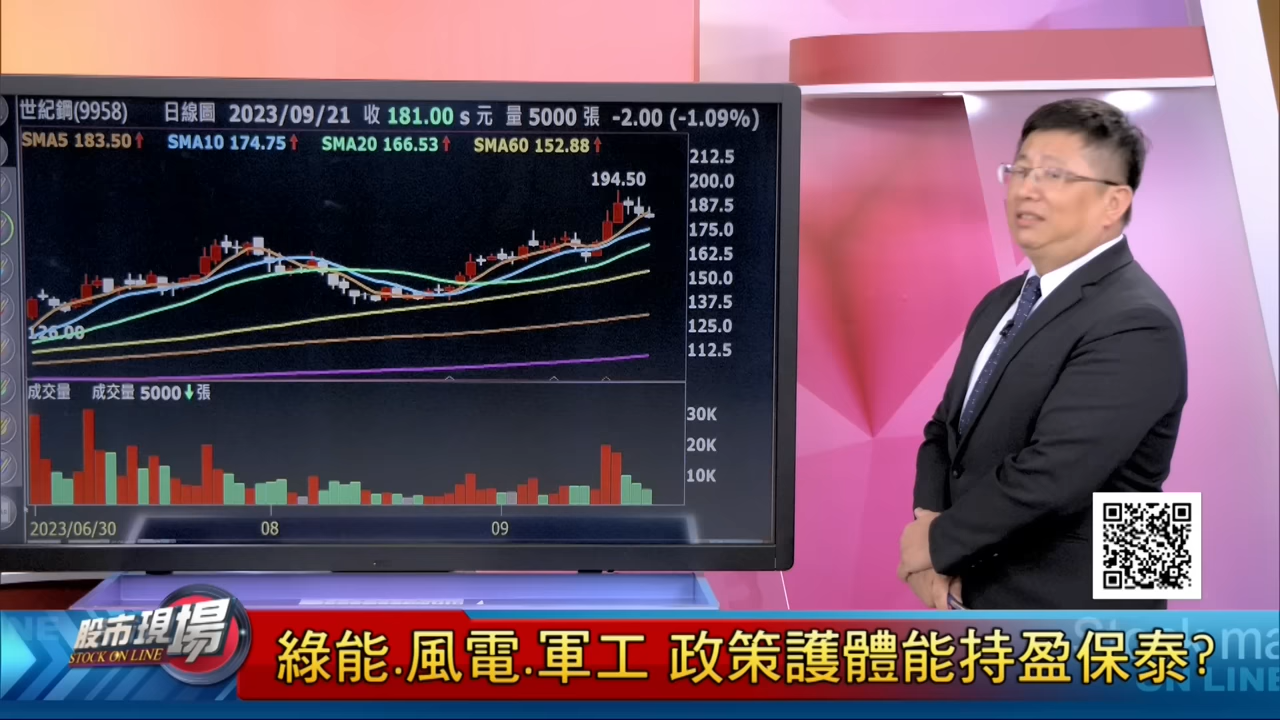 世紀鋼(9958) 日線圖 2023/09/21 收 181.00 s 元 量 5000 張 -2.00 (-1.09%)
SMA5 183.50↑ SMA10 174.75↑ SMA20 166.53↑ SMA60 152.88↑
212.5
194.50
200.0
187.5
175.0
162.5
150.0
137.5
126.00
125.0
112.5
成交量 成交量 5000↓張
30K
20K
10K
2023/06/30 08 09
股市現場
STOCK ON LINE
綠能.風電.軍工 政策護體能持盈保泰?